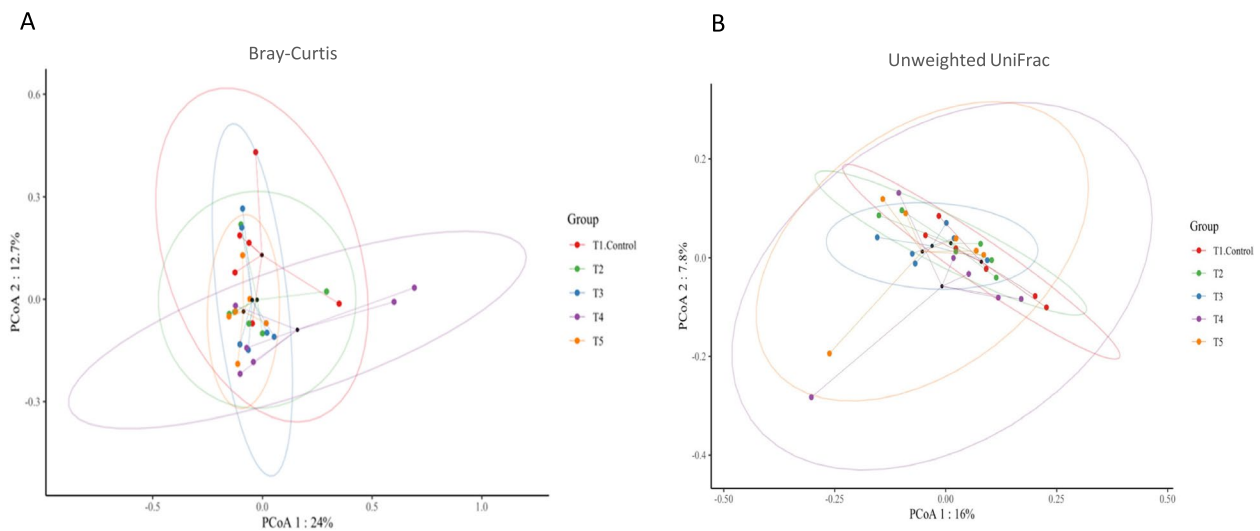 A
B
Bray-Curtis
Unweighted UniFrac
PCoA 2 : 12.7%
0.6
0.3
0.0
-0.3
-0.5
0.0
0.5
1.0
PCoA 1 : 24%
Group
T1.Control
T2
T3
T4
T5
PCoA 2 : 7.8%
0.2
0.0
-0.2
-0.4
-0.50
-0.25
0.00
0.25
0.50
PCoA 1 : 16%
Group
T1.Control
T2
T3
T4
T5